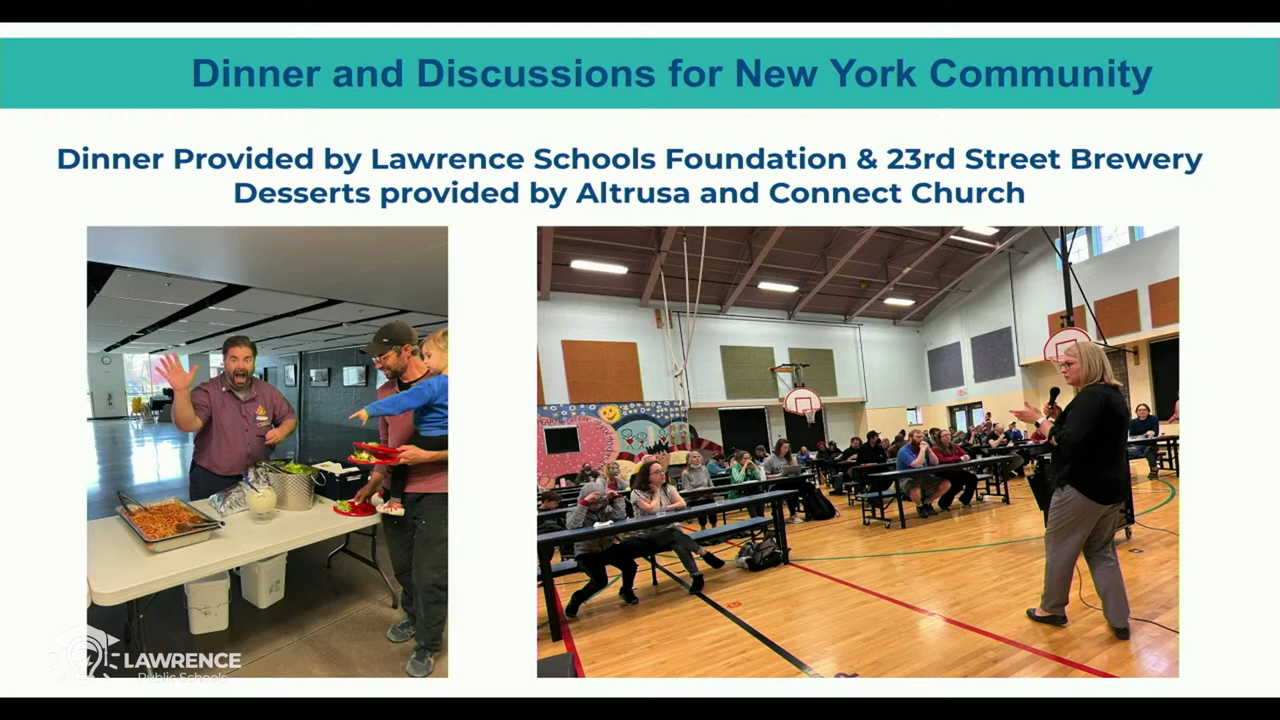 Dinner and Discussions for New York Community
Dinner Provided by Lawrence Schools Foundation & 23rd Street Brewery
Desserts provided by Altrusa and Connect Church
LAWRENCE
Public Schools